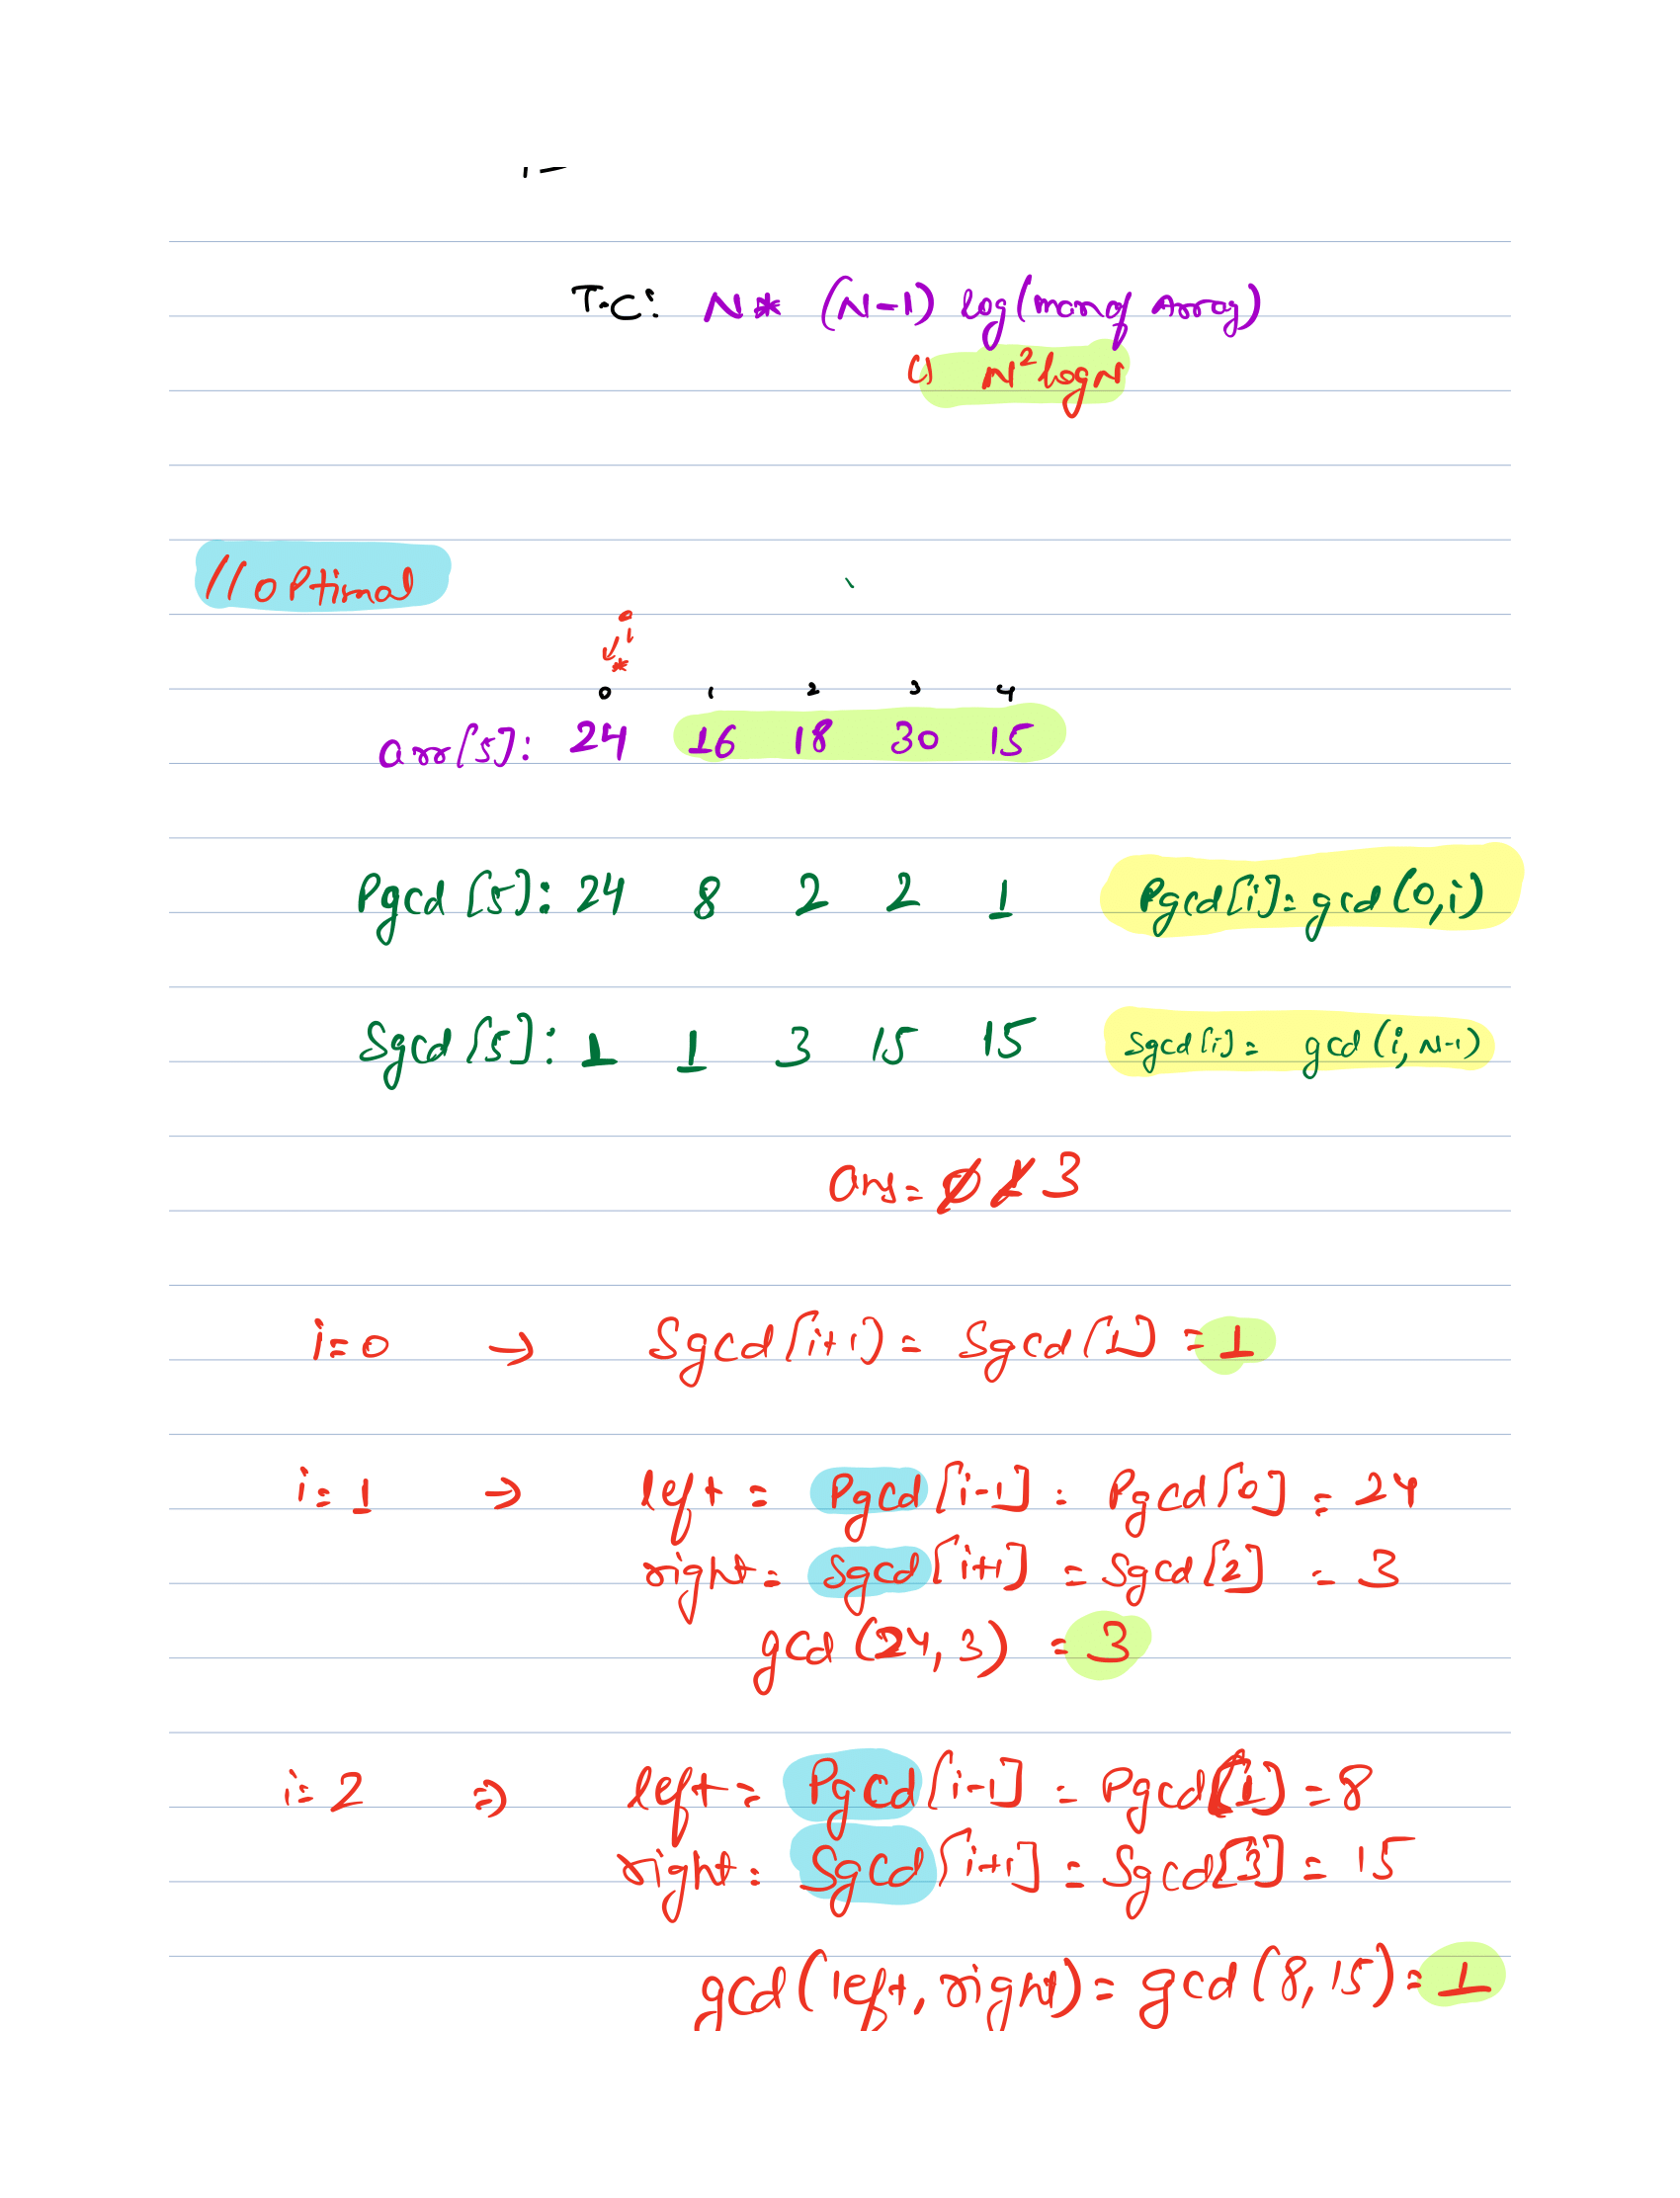 T.C: N* (N-1) log(max of Array)
N²logN
//optimal
i
0 1 2 3 4
arr[5]: 24 16 18 30 15
Pgcd[5]: 24 8 2 2 1 Pgcd[i]=gcd(0,i)
Sgcd[5]: 1 1 3 15 15 Sgcd[i]= gcd(i,N-1)
Ans= 0 1 3
i=0 → Sgcd[i+1] = Sgcd[1] = 1
i=1 → left = Pgcd[i-1] = Pgcd[0] = 24
right= Sgcd[i+1] = Sgcd[2] = 3
gcd(24,3) = 3
i=2 → left= Pgcd[i-1] = Pgcd[1] = 8
right= Sgcd[i+1] = Sgcd[3] = 15
gcd(left,right) = gcd(8,15) = 1